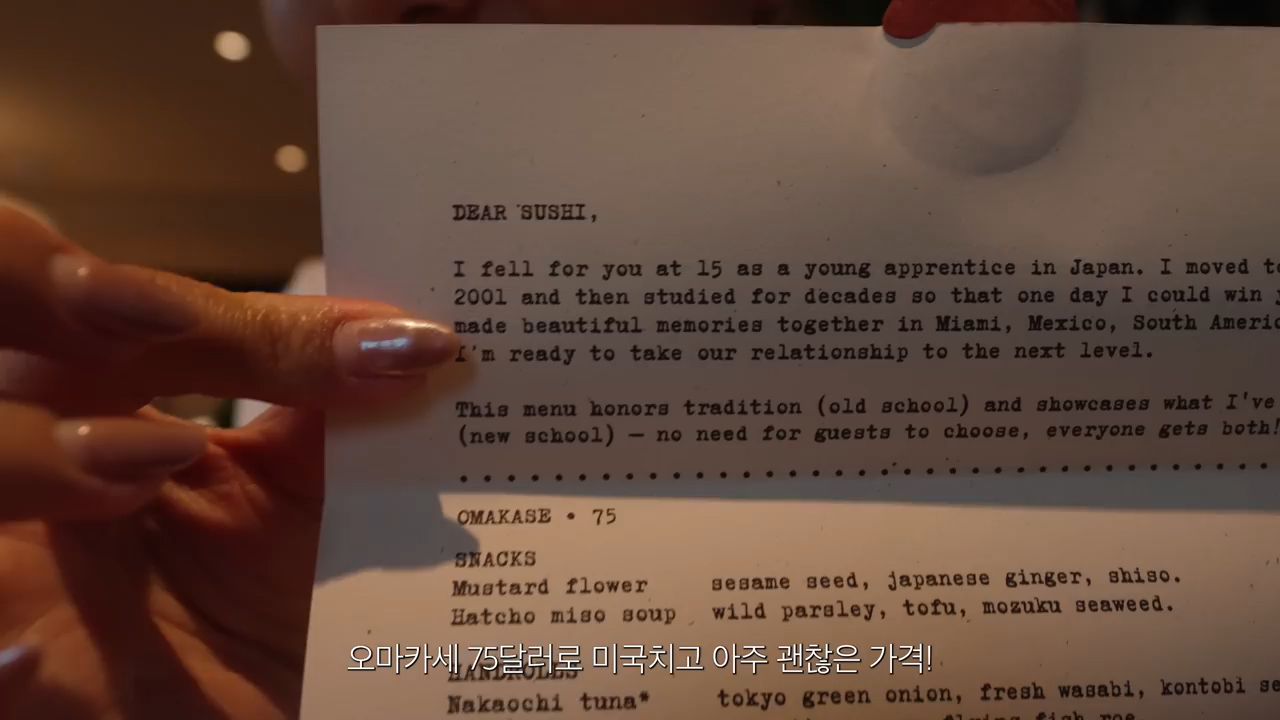 DEAR SUSHI,
I fell for you at 15 as a young apprentice in Japan. I moved to
2001 and then studied for decades so that one day I could win
made beautiful memories together in Miami, Mexico, South Americ
I'm ready to take our relationship to the next level.
This menu honors tradition (old school) and showcases what I've
(new school) — no need for guests to choose, everyone gets both!
OMAKASE • 75
SNACKS
Mustard flower sesame seed, japanese ginger, shiso.
Hatcho miso soup wild parsley, tofu, mozuku seaweed.
오마카세 75달러로 미국치고 아주 괜찮은 가격!
HANDROLLS
Nakaochi tuna* tokyo green onion, fresh wasabi, kontobi se
flying fish roe